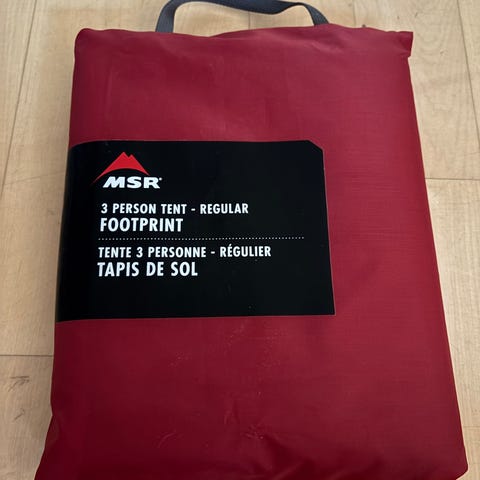 MSR®
3 PERSON TENT - REGULAR
FOOTPRINT
TENTE 3 PERSONNE - RÉGULIER
TAPIS DE SOL